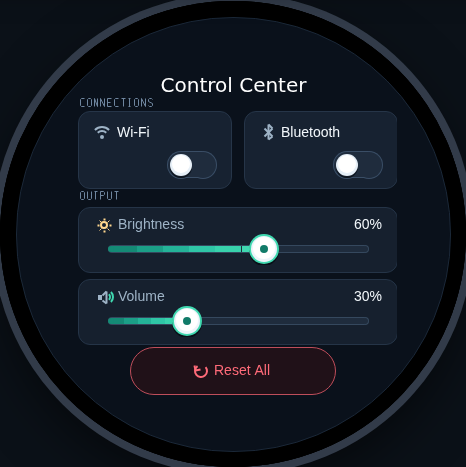 Control Center
CONNECTIONS
Wi-Fi
Bluetooth
OUTPUT
Brightness 60%
Volume 30%
Reset All